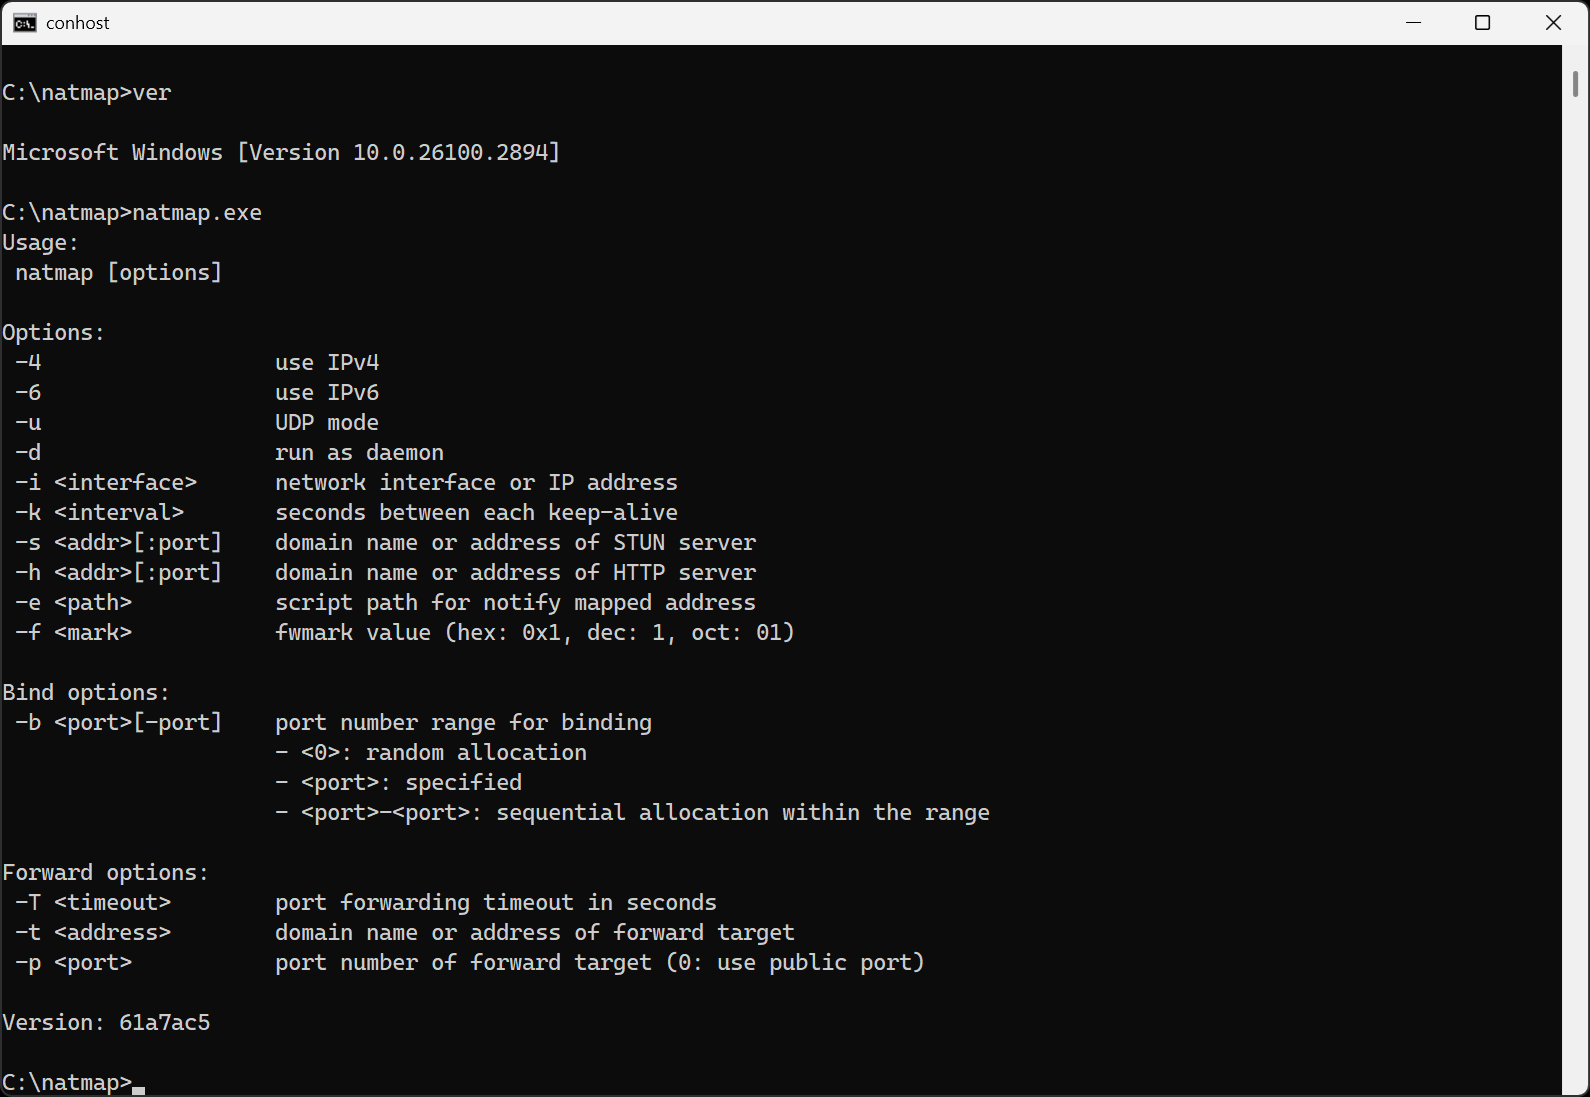 conhost
C:\natmap>ver
Microsoft Windows [Version 10.0.26100.2894]
C:\natmap>natmap.exe
Usage:
 natmap [options]
Options:
 -4                  use IPv4
 -6                  use IPv6
 -u                  UDP mode
 -d                  run as daemon
 -i <interface>      network interface or IP address
 -k <interval>       seconds between each keep-alive
 -s <addr>[:port]    domain name or address of STUN server
 -h <addr>[:port]    domain name or address of HTTP server
 -e <path>           script path for notify mapped address
 -f <mark>           fwmark value (hex: 0x1, dec: 1, oct: 01)
Bind options:
 -b <port>[-port]    port number range for binding
                     - <0>: random allocation
                     - <port>: specified
                     - <port>-<port>: sequential allocation within the range
Forward options:
 -T <timeout>        port forwarding timeout in seconds
 -t <address>        domain name or address of forward target
 -p <port>           port number of forward target (0: use public port)
Version: 61a7ac5
C:\natmap>